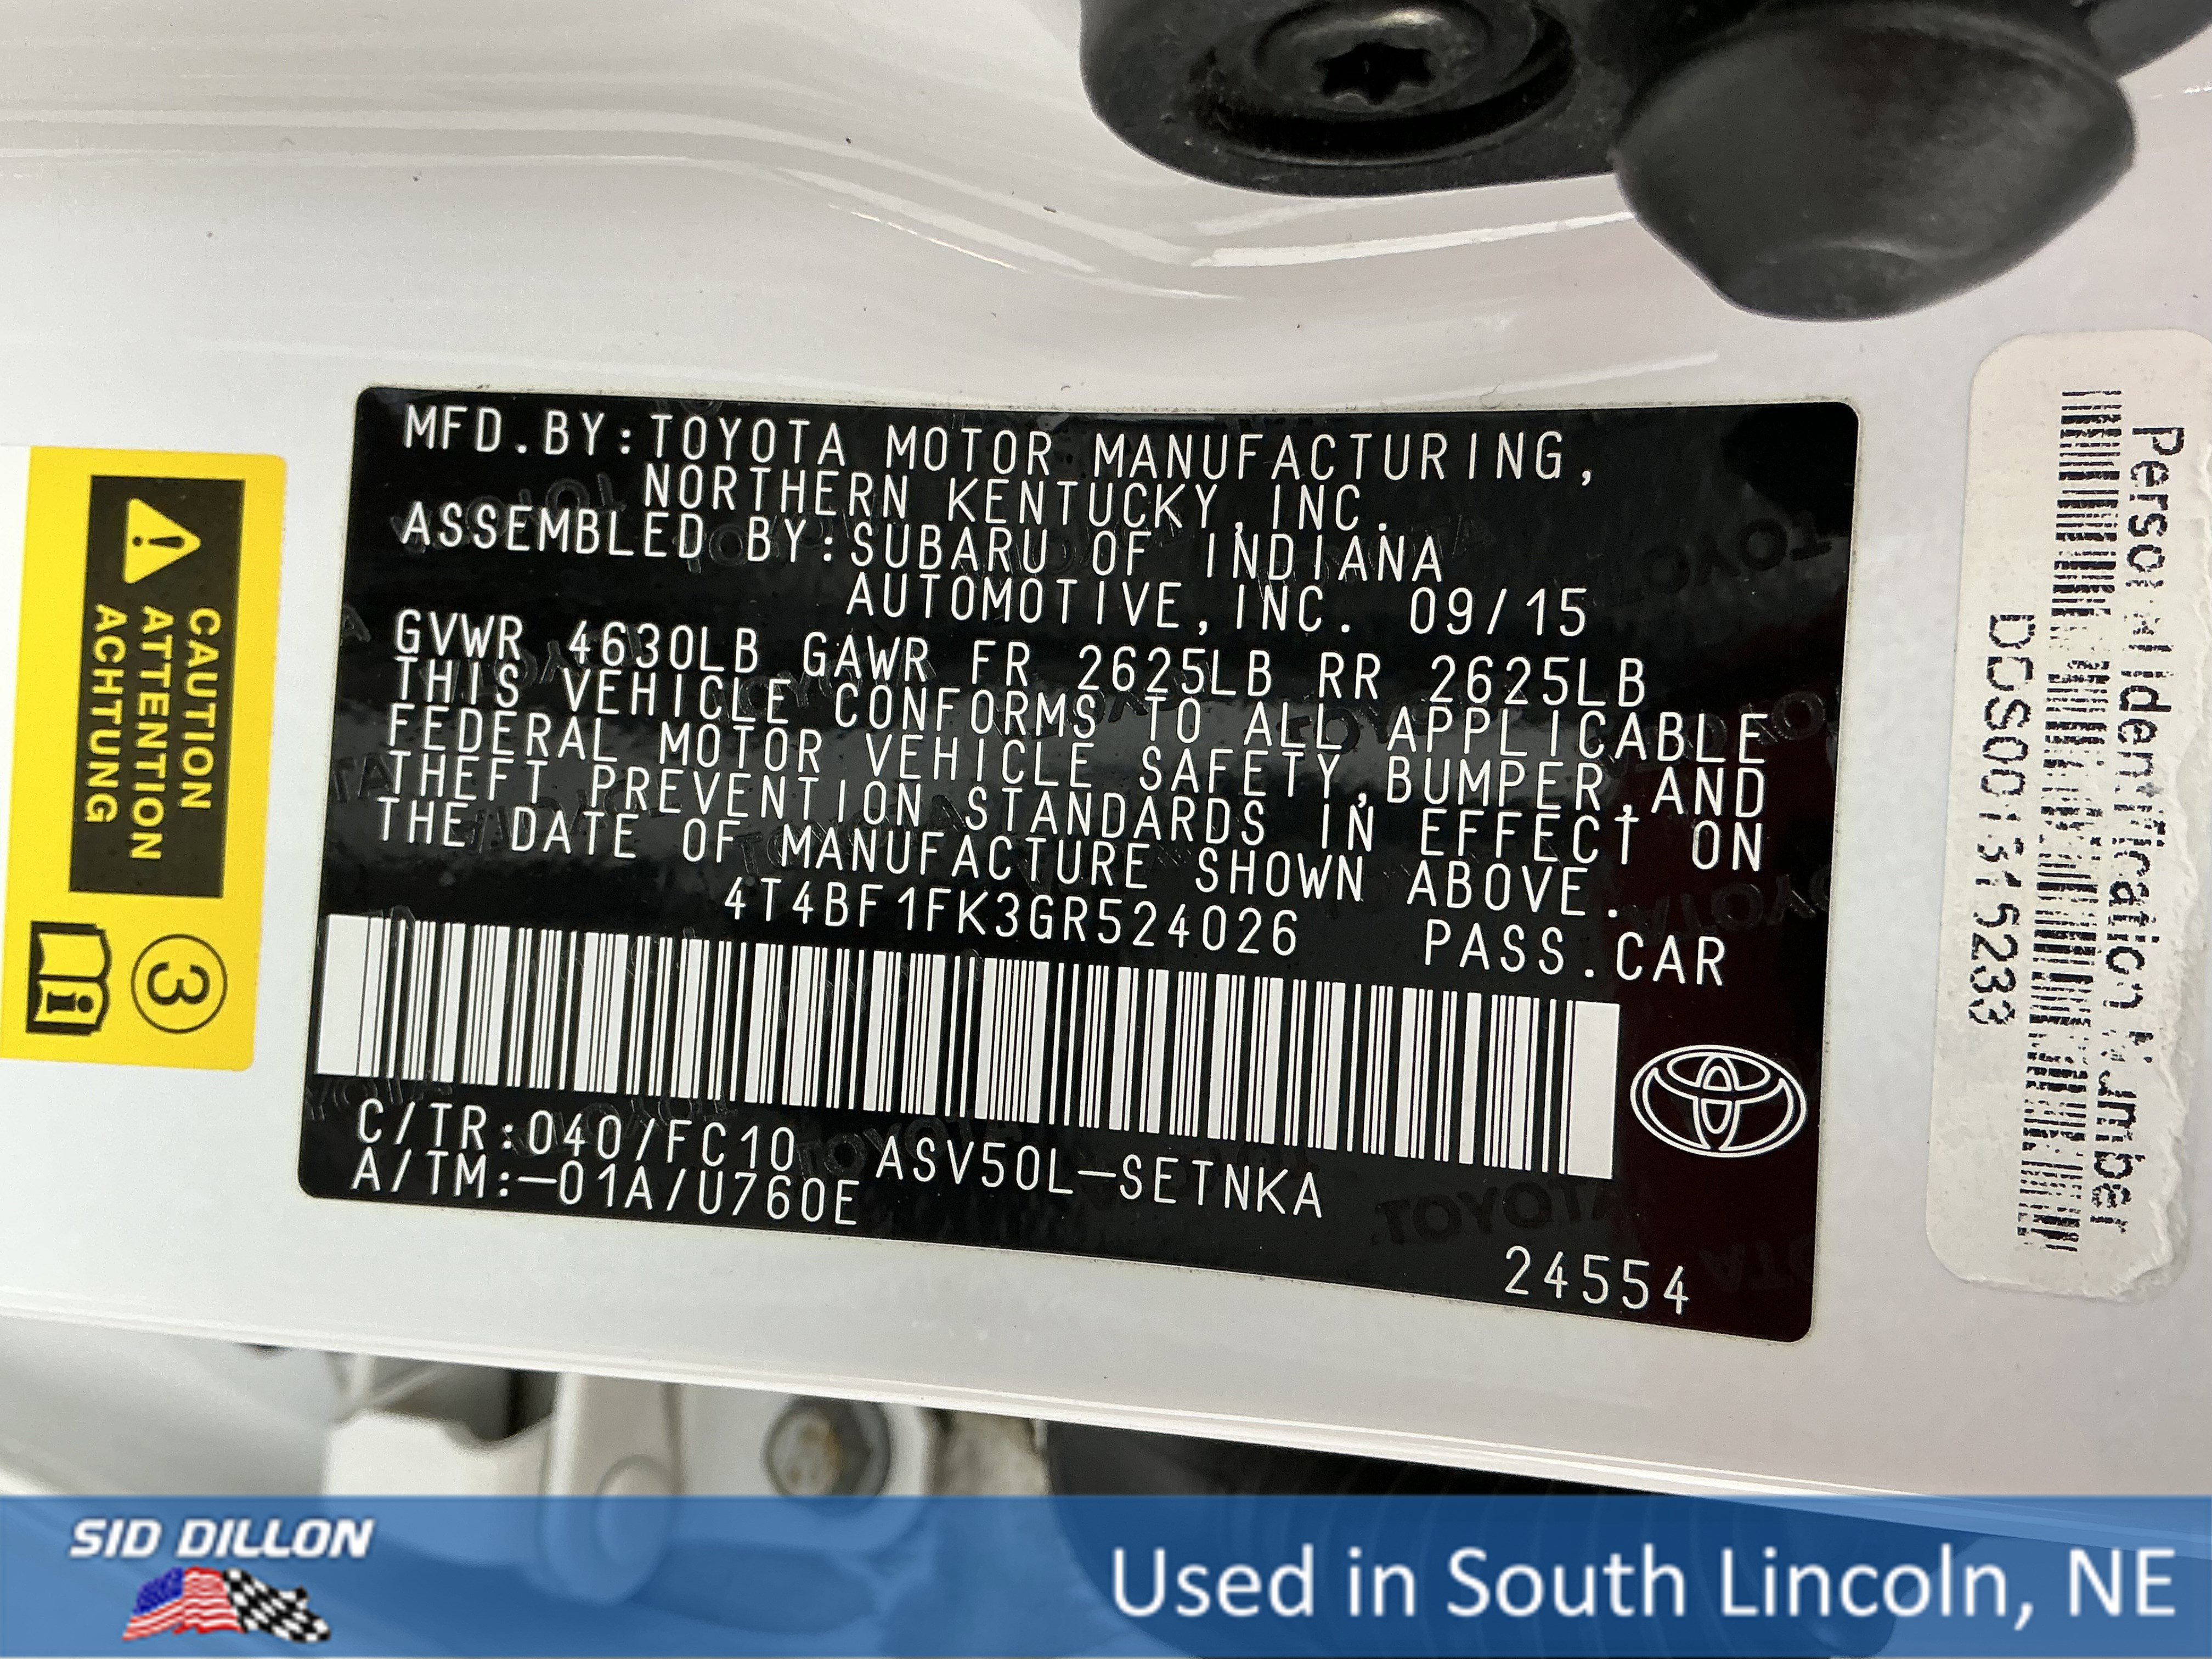 MFD.BY:TOYOTA MOTOR MANUFACTURING,
NORTHERN KENTUCKY,INC.
ASSEMBLED BY:SUBARU OF INDIANA
AUTOMOTIVE,INC. 09/15
GVWR 4630LB GAWR FR 2625LB RR 2625LB
THIS VEHICLE CONFORMS TO ALL APPLICABLE
FEDERAL MOTOR VEHICLE SAFETY,BUMPER,AND
THEFT PREVENTION STANDARDS IN EFFECT ON
THE DATE OF MANUFACTURE SHOWN ABOVE.
4T4BF1FK3GR524026 PASS.CAR
C/TR:040/FC10 ASV50L-SETNKA
A/TM:-01A/U760E
24554
CAUTION
ATTENTION
ACHTUNG
3
Personal Identification Number
DDS001315233
SID DILLON
Used in South Lincoln, NE